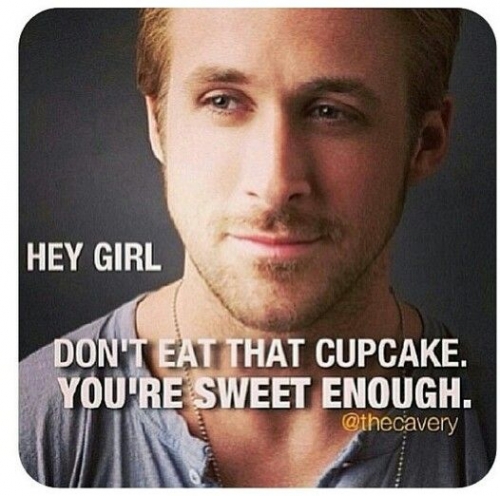 HEY GIRL
DON'T EAT THAT CUPCAKE.
YOU'RE SWEET ENOUGH.
@thecavery